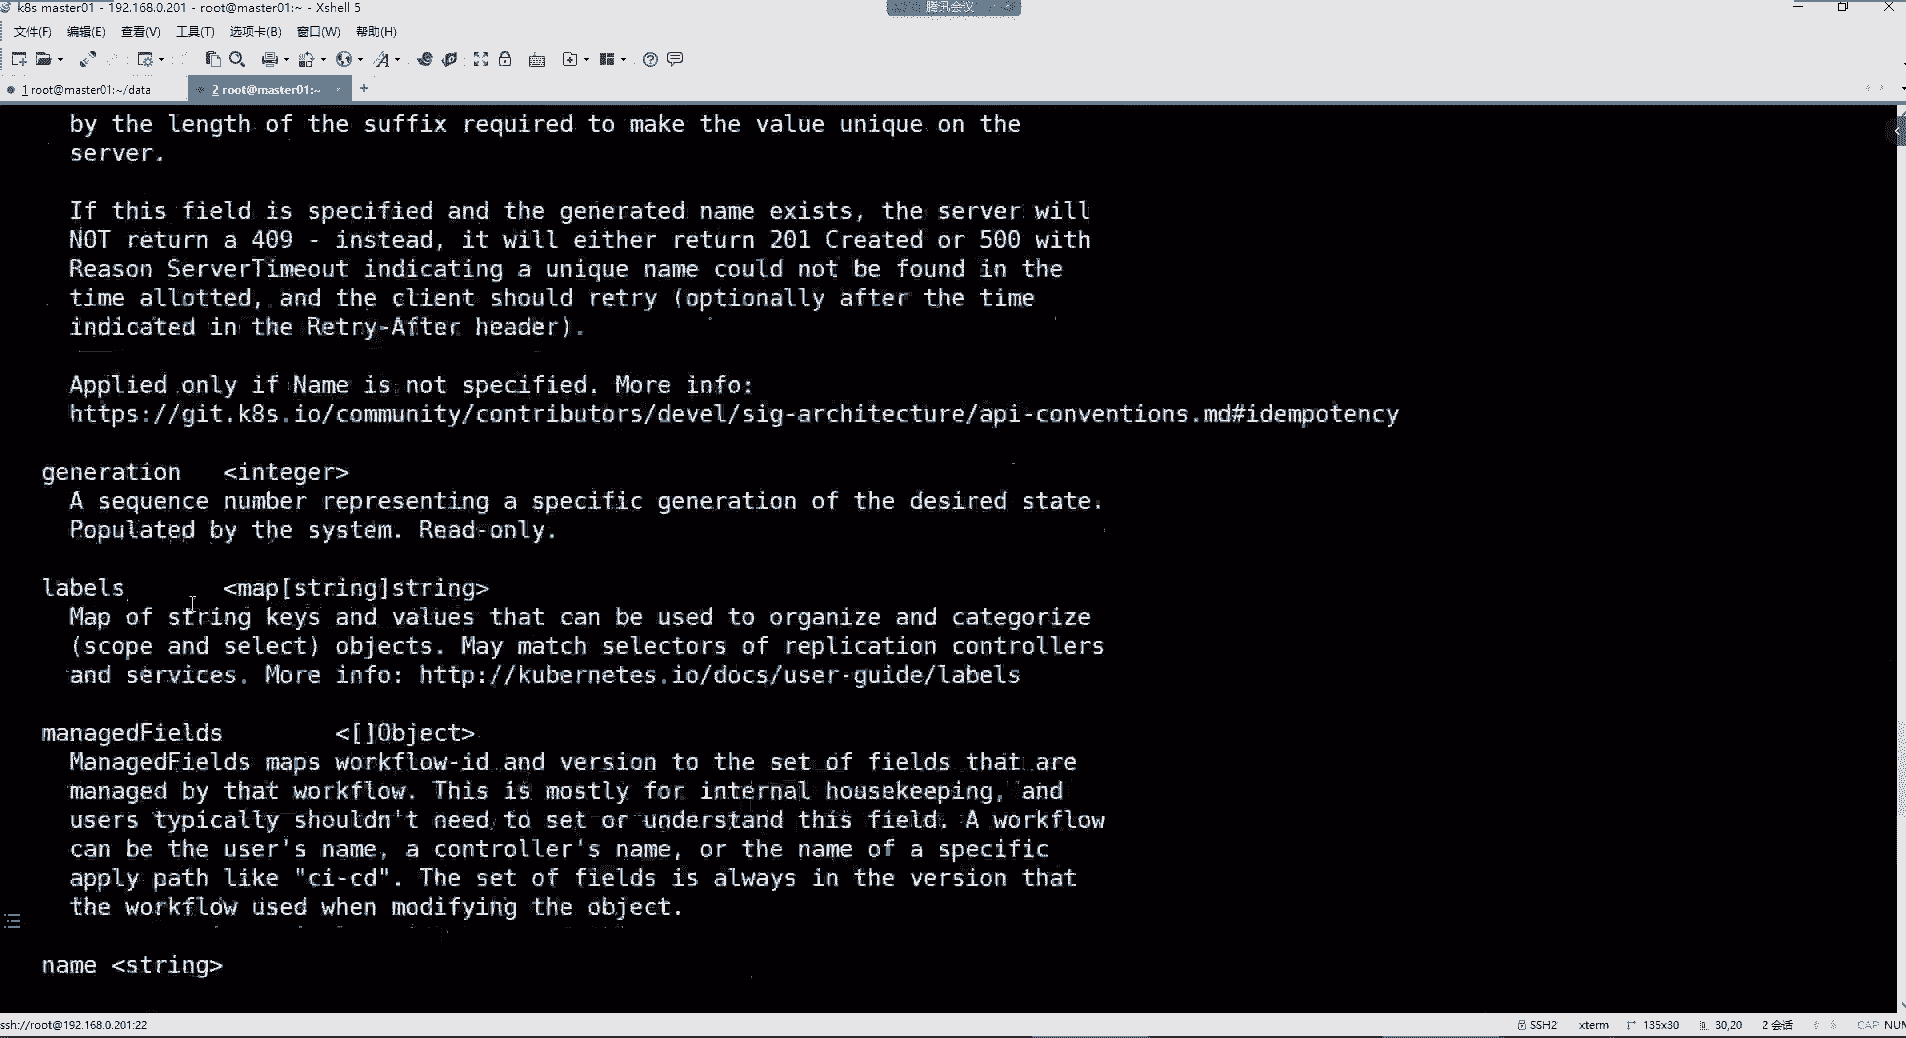 k8s master01 - 192.168.0.201 - root@master01:~ - Xshell 5
腾讯会议
文件(F) 编辑(E) 查看(V) 工具(T) 选项卡(B) 窗口(W) 帮助(H)
1 root@master01:~/data
2 root@master01:~
by the length of the suffix required to make the value unique on the
server.
If this field is specified and the generated name exists, the server will
NOT return a 409 - instead, it will either return 201 Created or 500 with
Reason ServerTimeout indicating a unique name could not be found in the
time allotted, and the client should retry (optionally after the time
indicated in the Retry-After header).
Applied only if Name is not specified. More info:
https://git.k8s.io/community/contributors/devel/sig-architecture/api-conventions.md#idempotency
generation <integer>
A sequence number representing a specific generation of the desired state.
Populated by the system. Read-only.
labels <map[string]string>
Map of string keys and values that can be used to organize and categorize
(scope and select) objects. May match selectors of replication controllers
and services. More info: http://kubernetes.io/docs/user-guide/labels
managedFields <[]Object>
ManagedFields maps workflow-id and version to the set of fields that are
managed by that workflow. This is mostly for internal housekeeping, and
users typically shouldn't need to set or understand this field. A workflow
can be the user's name, a controller's name, or the name of a specific
apply path like "ci-cd". The set of fields is always in the version that
the workflow used when modifying the object.
name <string>
ssh://root@192.168.0.201:22
SSH2 xterm 135x30 30,20 2 会话 CAP NUM